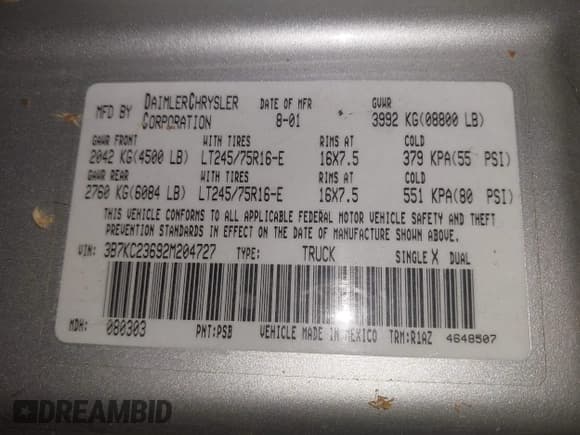 MFD BY DAIMLERCHRYSLER CORPORATION DATE OF MFR 8-01 GVWR 3992 KG(08800 LB)
GAWR FRONT WITH TIRES RIMS AT COLD
2042 KG(4500 LB) LT245/75R16-E 16X7.5 379 KPA(55 PSI)
GAWR REAR WITH TIRES RIMS AT COLD
2760 KG(6084 LB) LT245/75R16-E 16X7.5 551 KPA(80 PSI)
THIS VEHICLE CONFORMS TO ALL APPLICABLE FEDERAL MOTOR VEHICLE SAFETY AND THEFT
PREVENTION STANDARDS IN EFFECT ON THE DATE OF MANUFACTURE SHOWN ABOVE.
VIN: 3B7KC23692M204727 TYPE: TRUCK SINGLE X DUAL
MDH: 080303 PNT:PSB VEHICLE MADE IN MEXICO TRM:R1AZ 4648507
DREAMBID